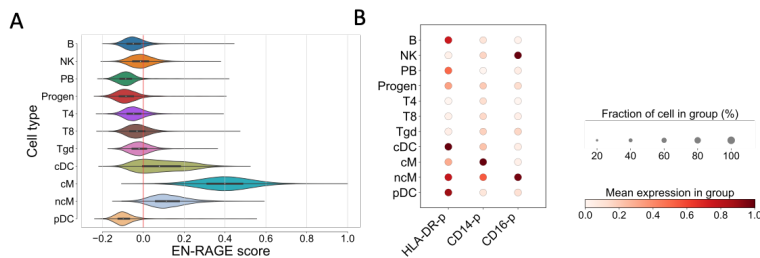 A
Cell type
B
NK
PB
Progen
T4
T8
Tgd
cDC
cM
ncM
pDC
−0.2 0.0 0.2 0.4 0.6 0.8 1.0
EN-RAGE score
B
B
NK
PB
Progen
T4
T8
Tgd
cDC
cM
ncM
pDC
HLA-DR-p CD14-p CD16-p
Fraction of cell in group (%)
20 40 60 80 100
Mean expression in group
0.0 0.2 0.4 0.6 0.8 1.0